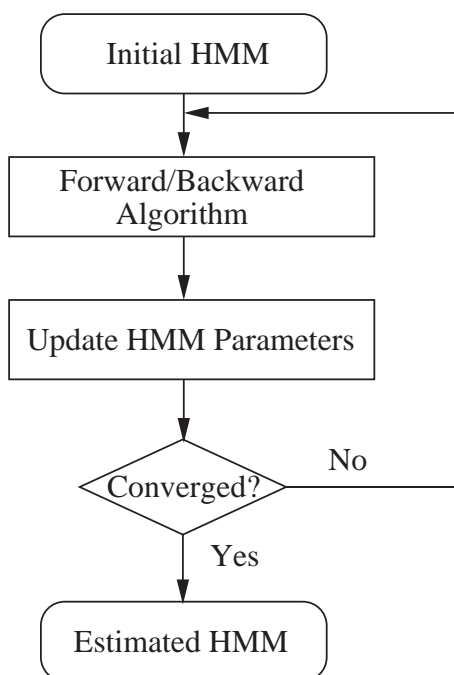 Initial HMM
Forward/Backward
Algorithm
Update HMM Parameters
Converged?
No
Yes
Estimated HMM